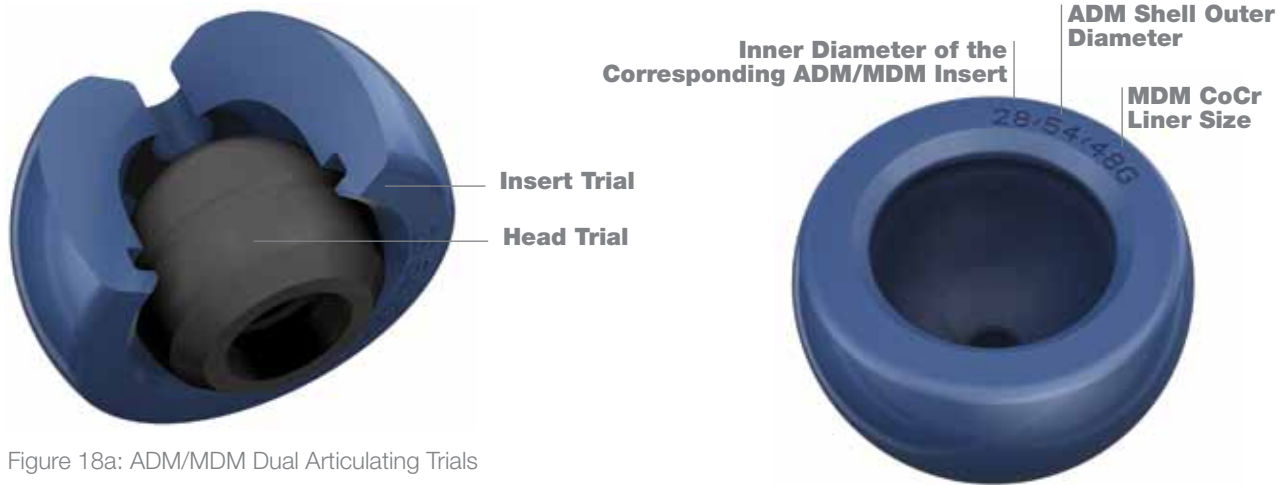 ADM Shell Outer
Diameter
Inner Diameter of the
Corresponding ADM/MDM Insert
MDM CoCr
Liner Size
28/54/48G
Insert Trial
Head Trial
Figure 18a: ADM/MDM Dual Articulating Trials